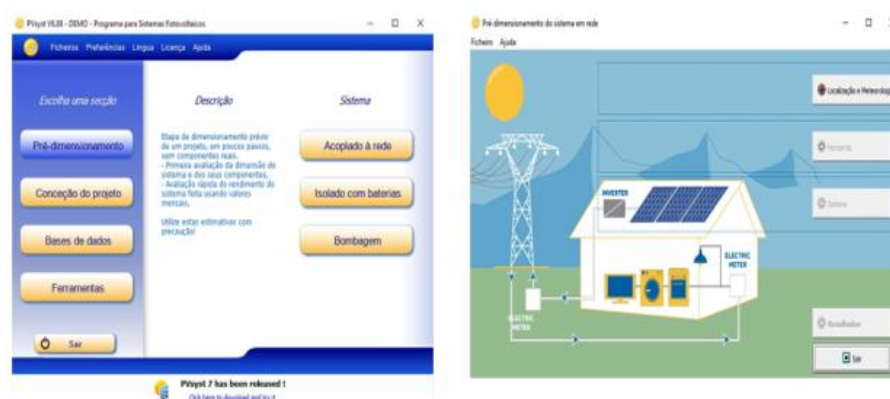 PVsyst V6.88 - DEMO - Programa para Sistemas Fotovoltaicos
Ficheiros Preferências Língua Licença Ajuda
Escolha uma secção
Pré-dimensionamento
Conceção do projeto
Bases de dados
Ferramentas
Sair
Descrição
Etapa de dimensionamento prévio
de um projeto, em poucos passos,
sem componentes reais.
- Primeira avaliação da dimensão do
sistema e dos seus componentes,
- Avaliação rápida do rendimento do
sistema feita usando valores
mensais,
Utilize estas estimativas com
precaução!
Sistema
Acoplado à rede
Isolado com baterias
Bombagem
PVsyst 7 has been released !
Click here to download and try it
Pré-dimensionamento do sistema em rede
Ficheiro Ajuda
Localização e Meteorolog
Horizonte
Sistema
Resultados
Sair
INVERTER
ELECTRIC
METER
ELECTRIC
METER